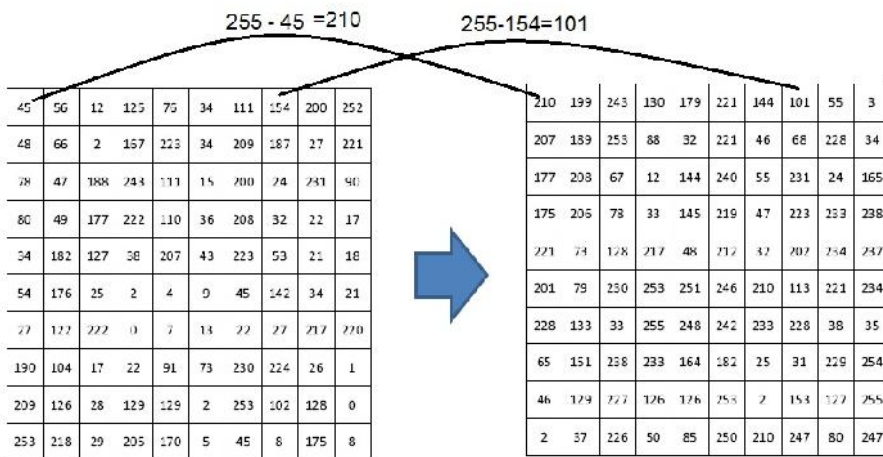 255 - 45 =210 255-154=101
45 56 12 125 76 34 111 154 200 252
48 66 2 167 223 34 209 187 27 221
78 47 188 243 111 15 200 24 231 90
80 49 177 222 110 36 208 32 22 17
34 182 127 38 207 43 223 53 21 18
54 176 25 2 4 9 45 142 34 21
27 122 222 0 7 13 22 27 217 220
190 104 17 22 91 73 230 224 26 1
209 126 28 129 129 2 253 102 128 0
253 218 29 205 170 5 45 8 175 8
210 199 243 130 179 221 144 101 55 3
207 189 253 88 32 221 46 68 228 34
177 208 67 12 144 240 55 231 24 165
175 206 78 33 145 219 47 223 233 238
221 73 128 217 48 212 32 202 234 237
201 79 230 253 251 246 210 113 221 234
228 133 33 255 248 242 233 228 38 35
65 151 238 233 164 182 25 31 229 254
46 129 227 126 126 253 2 153 127 255
2 37 226 50 85 250 210 247 80 247